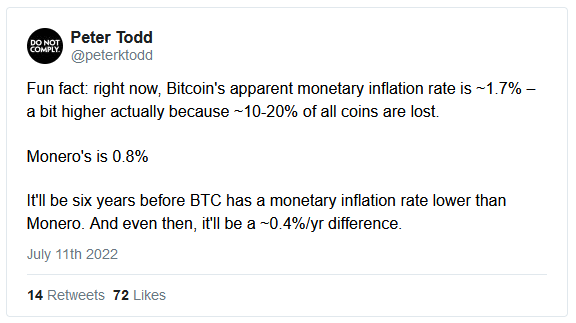 DO NOT
COMPLY.
Peter Todd
@peterktodd
Fun fact: right now, Bitcoin's apparent monetary inflation rate is ~1.7% –
a bit higher actually because ~10-20% of all coins are lost.
Monero's is 0.8%
It'll be six years before BTC has a monetary inflation rate lower than
Monero. And even then, it'll be a ~0.4%/yr difference.
July 11th 2022
14 Retweets 72 Likes